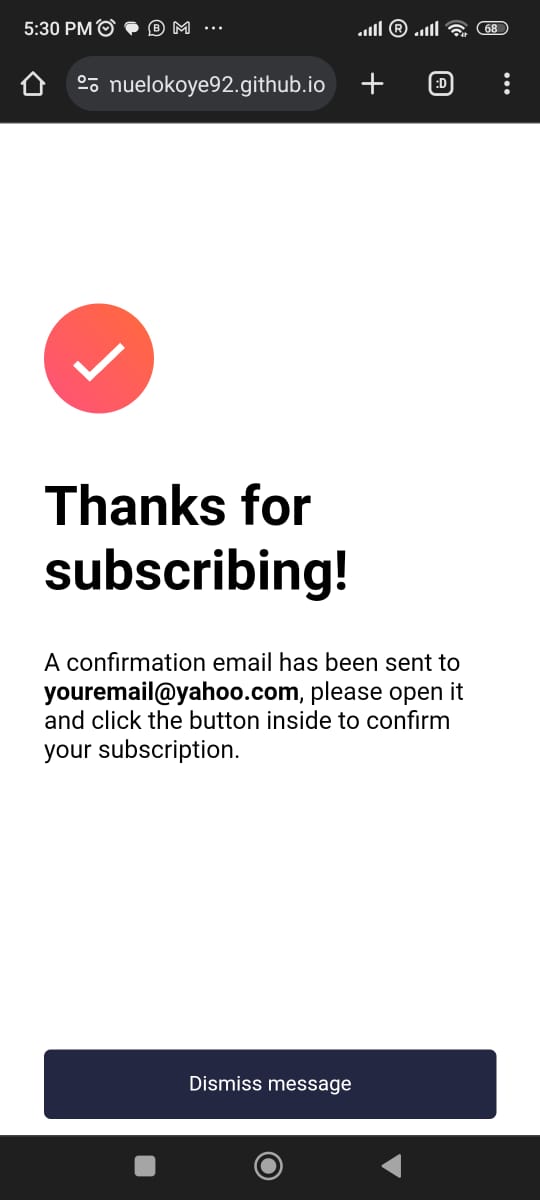 5:30 PM
68
nuelokoye92.github.io
:D
Thanks for
subscribing!
A confirmation email has been sent to
youremail@yahoo.com, please open it
and click the button inside to confirm
your subscription.
Dismiss message